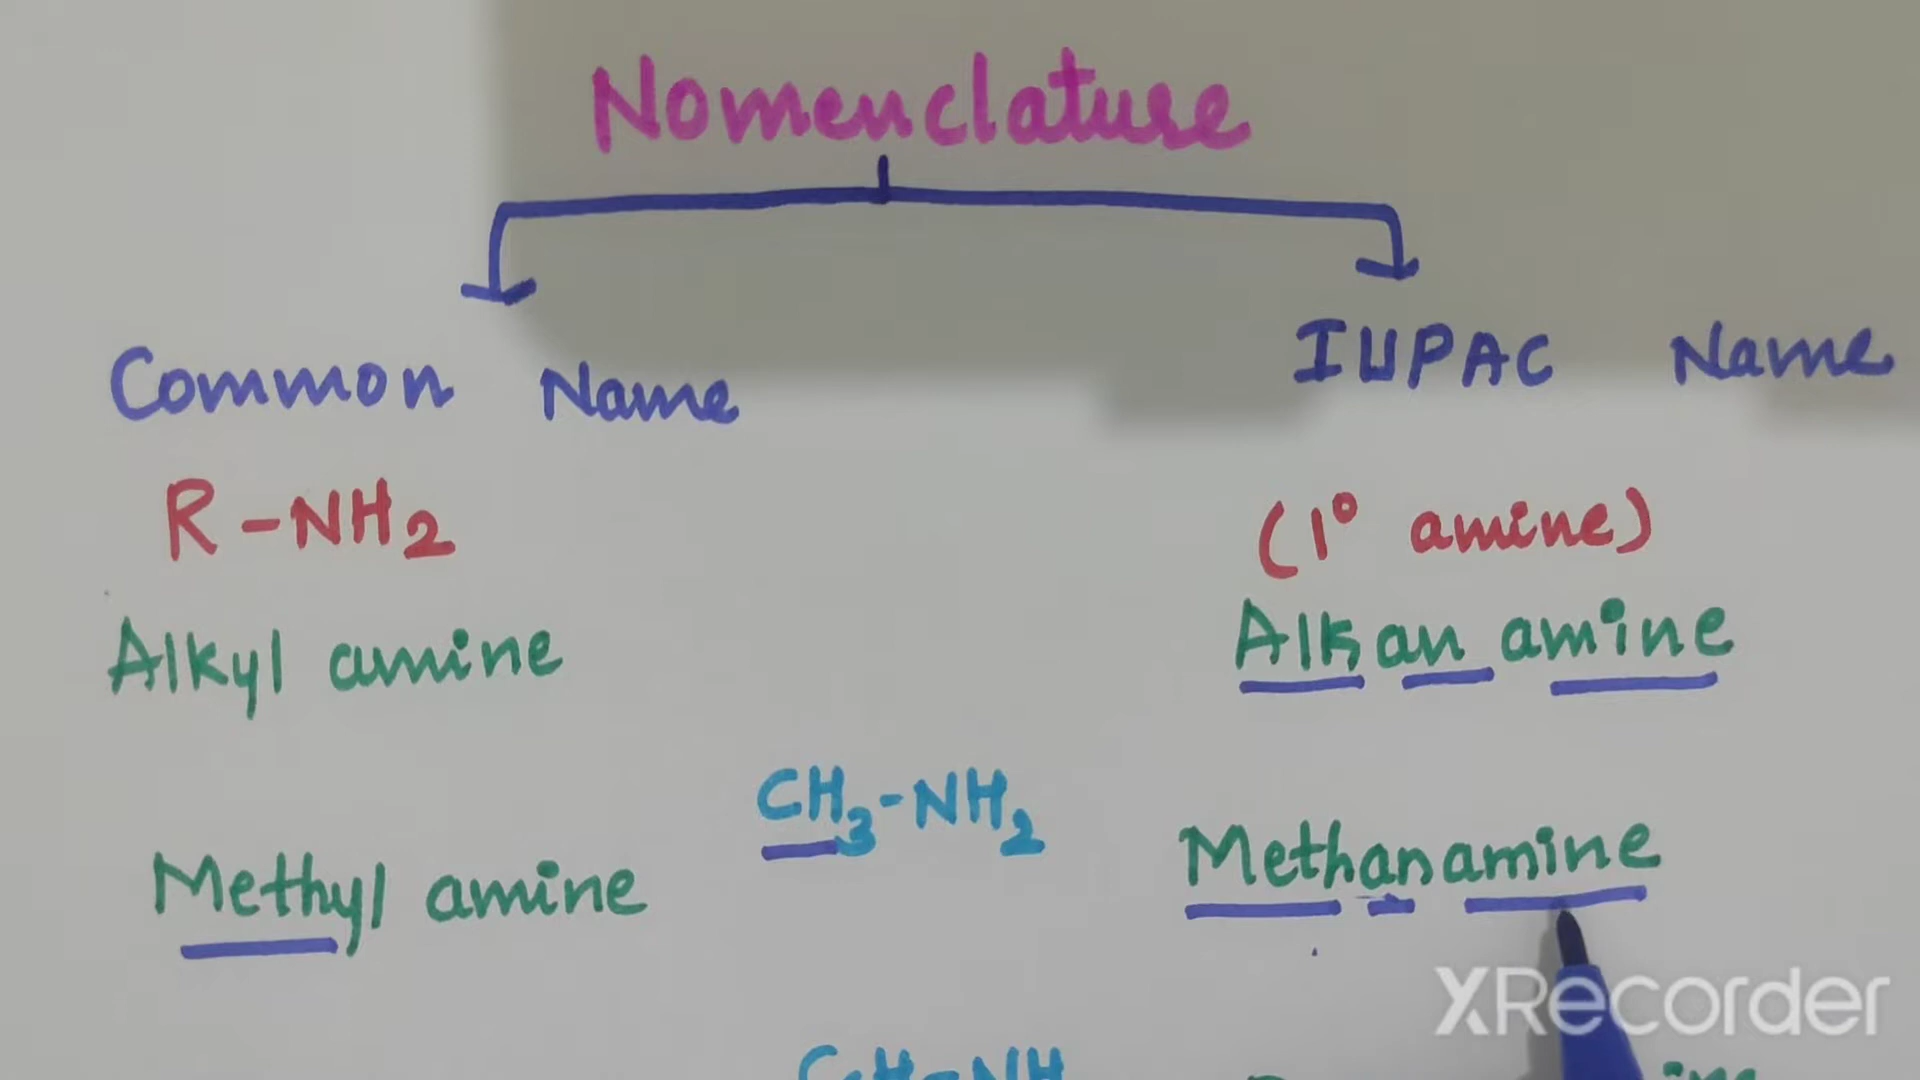 Nomenclature
Common Name
IUPAC Name
R-NH2
(1° amine)
Alkyl amine
Alkan amine
CH3-NH2
Methyl amine
Methanamine
XRecorder